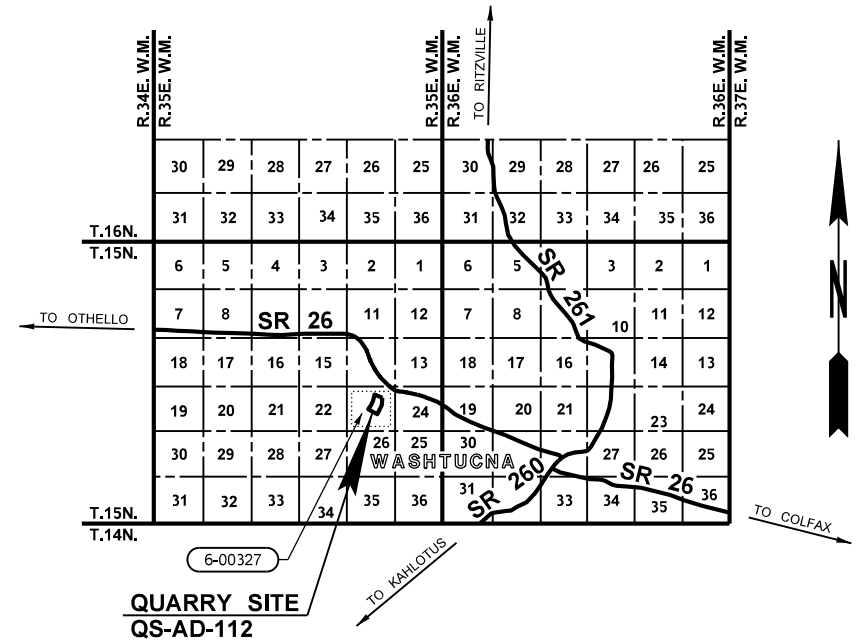 R.34E. W.M.
R.35E. W.M.
R.35E. W.M.
R.36E. W.M.
TO RITZVILLE
R.36E. W.M.
R.37E. W.M.
30 29 28 27 26 25 30 29 28 27 26 25
31 32 33 34 35 36 31 32 33 34 35 36
T.16N.
T.15N.
6 5 4 3 2 1 6 5 3 2 1
SR 261
7 8 11 12 7 8 10 11 12
TO OTHELLO
SR 26
18 17 16 15 13 18 17 16 14 13
N
19 20 21 22 24 19 20 21 23 24
30 29 28 27 26 25 30 27 26 25
WASHTUCNA
SR 260
SR 26
31 32 33 34 35 36 31 33 34 35 36
T.15N.
T.14N.
TO COLFAX
6-00327
TO KAHLOTUS
QUARRY SITE
QS-AD-112